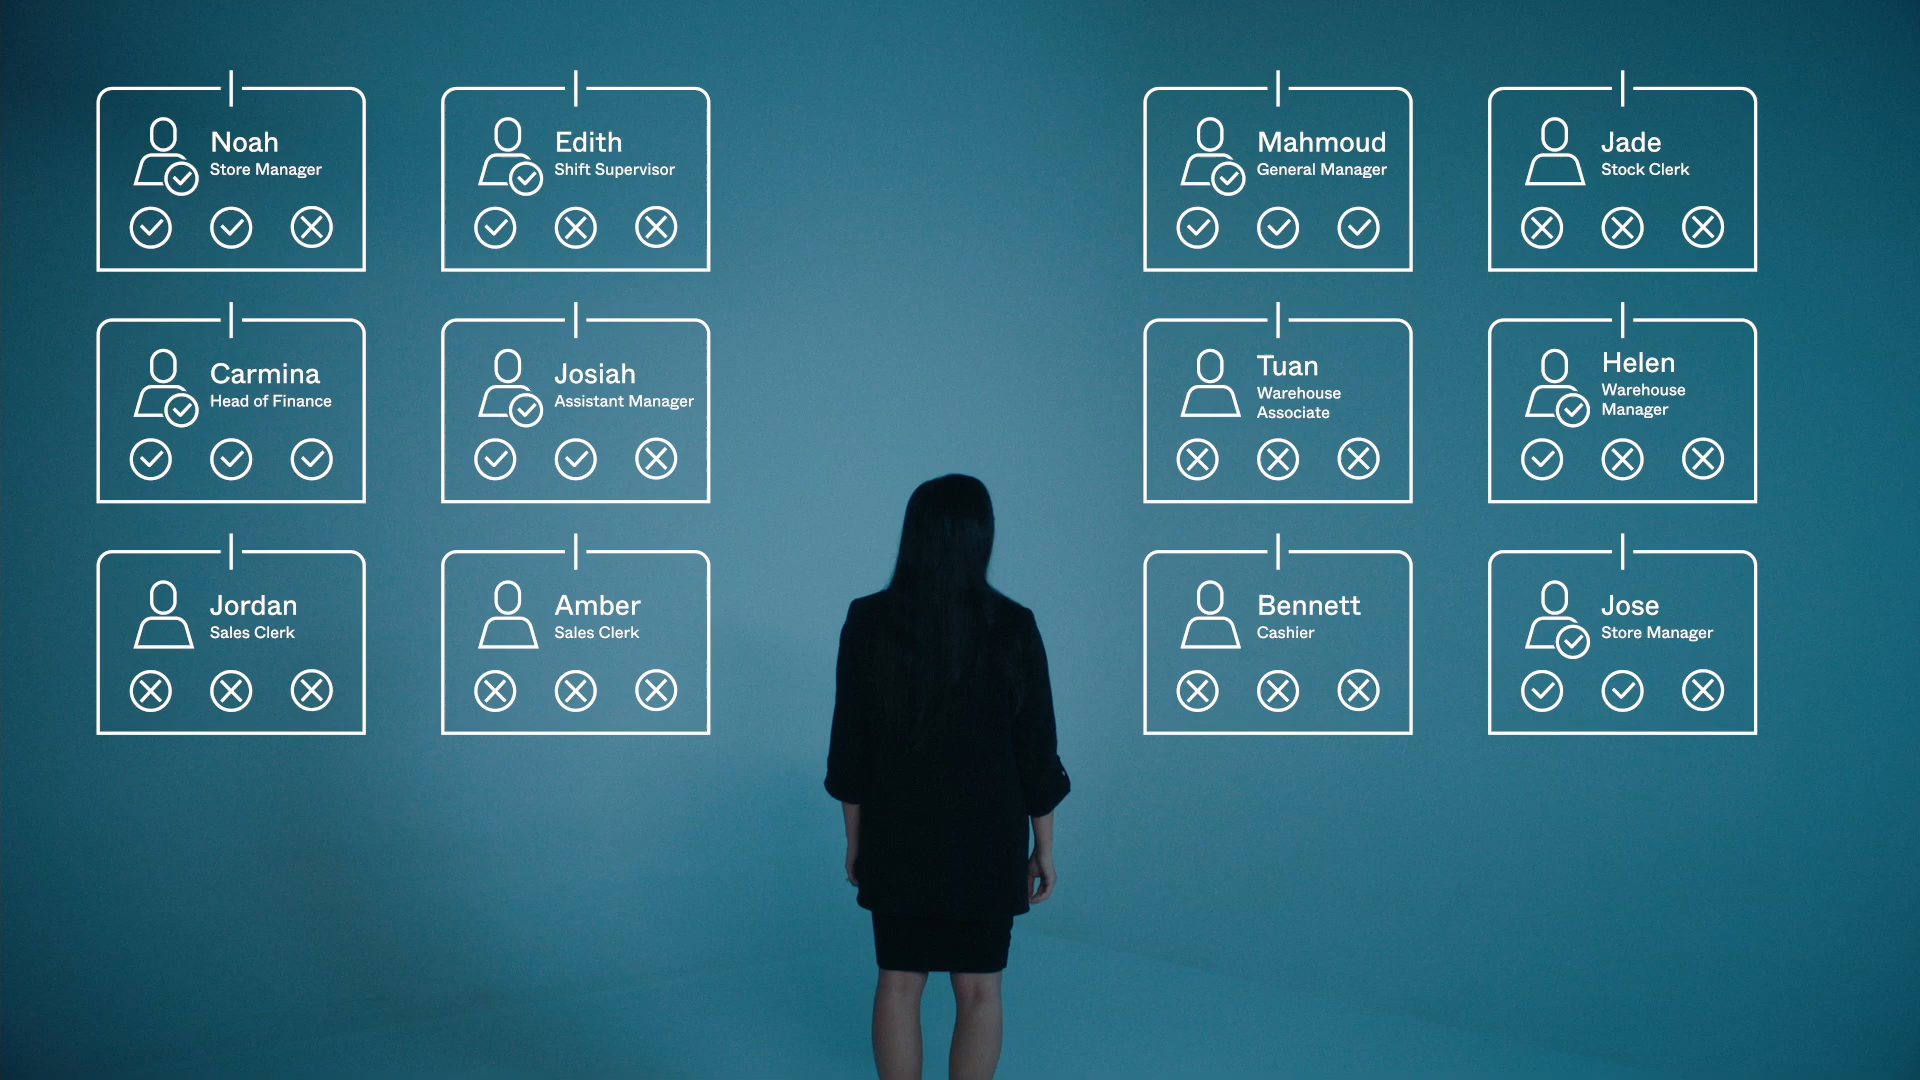 Noah
Store Manager
Edith
Shift Supervisor
Mahmoud
General Manager
Jade
Stock Clerk
Carmina
Head of Finance
Josiah
Assistant Manager
Tuan
Warehouse
Associate
Helen
Warehouse
Manager
Jordan
Sales Clerk
Amber
Sales Clerk
Bennett
Cashier
Jose
Store Manager